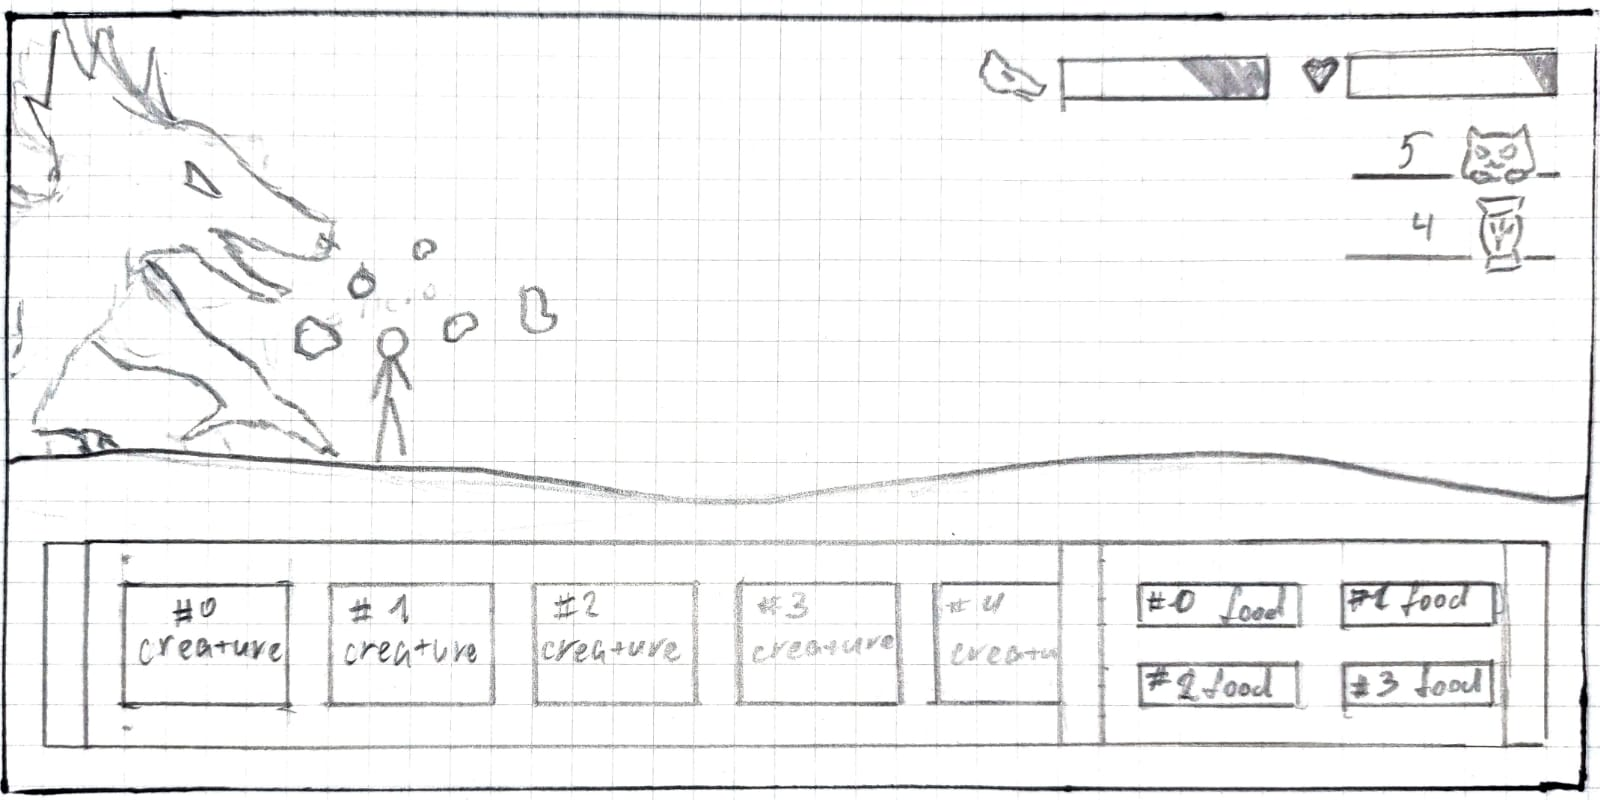 5
4
#0
creature
#1
creature
#2
creature
#3
creature
#4
creatu
#0 food
#1 food
#2 food
#3 food